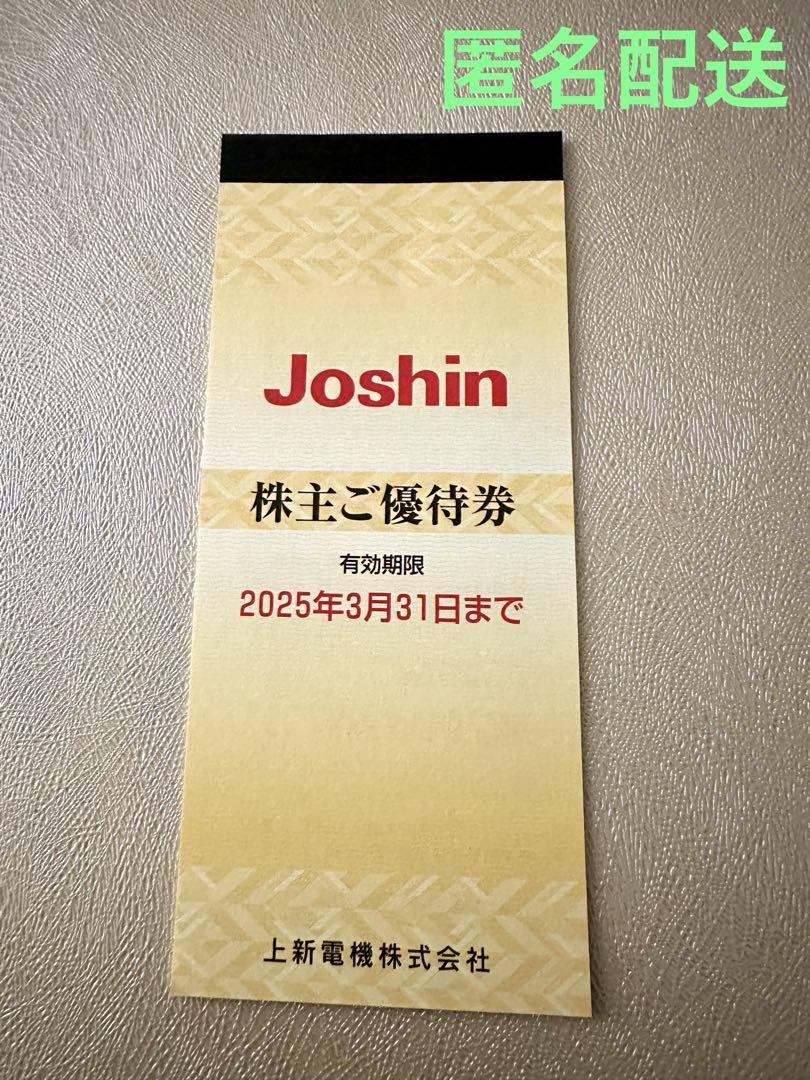 匿名配送
Joshin
株主ご優待券
有効期限
2025年3月31日まで
上新電機株式会社